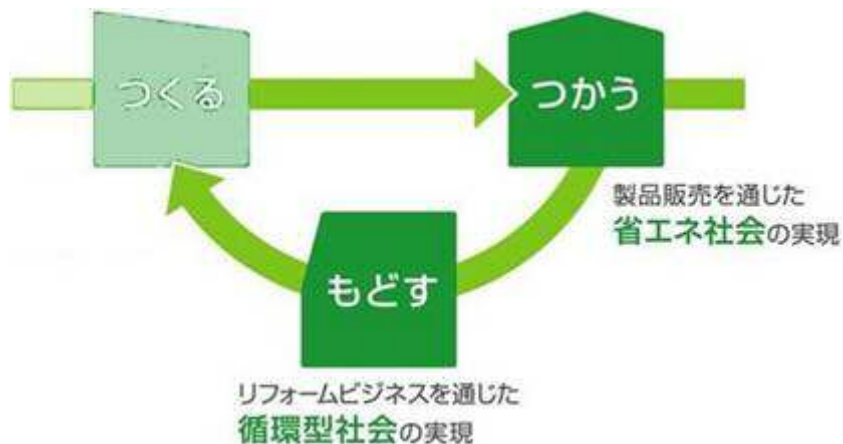 つくる
つかう
製品販売を通じた
省エネ社会の実現
もどす
リフォームビジネスを通じた
循環型社会の実現